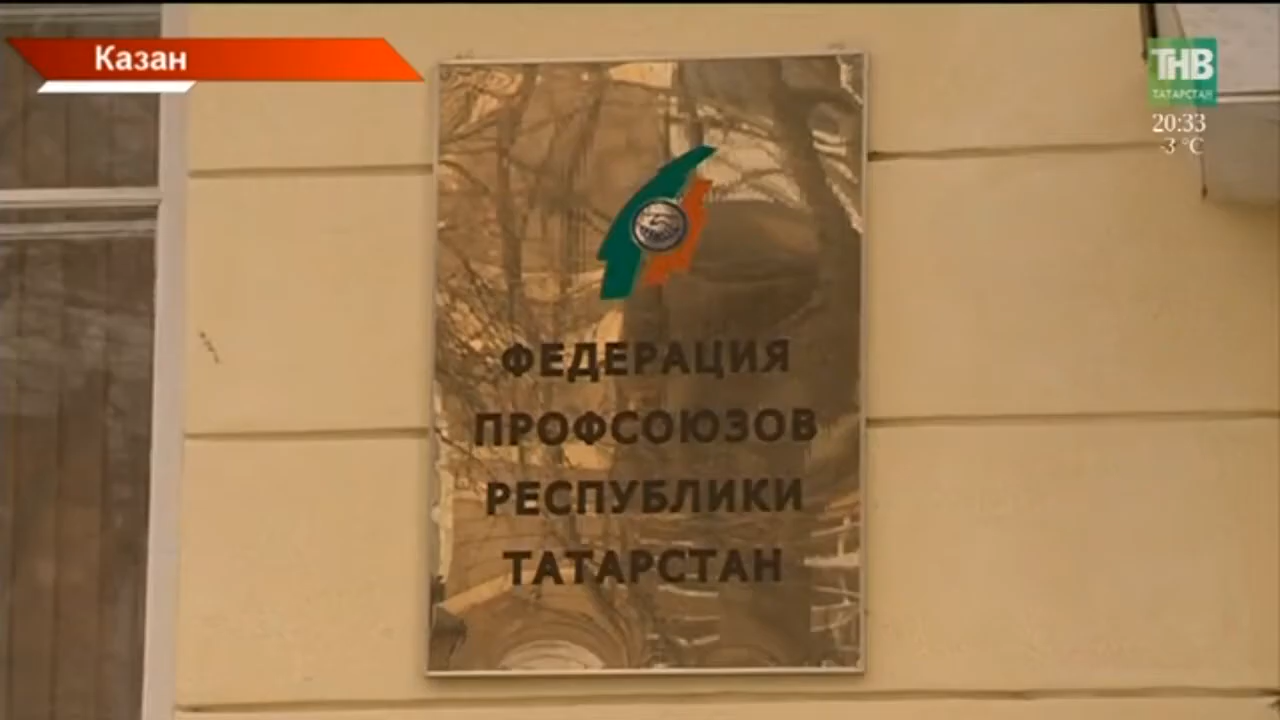 Казан
ТНВ
ТАТАРСТАН
20:33
-3 °C
ФЕДЕРАЦИЯ
ПРОФСОЮЗОВ
РЕСПУБЛИКИ
ТАТАРСТАН